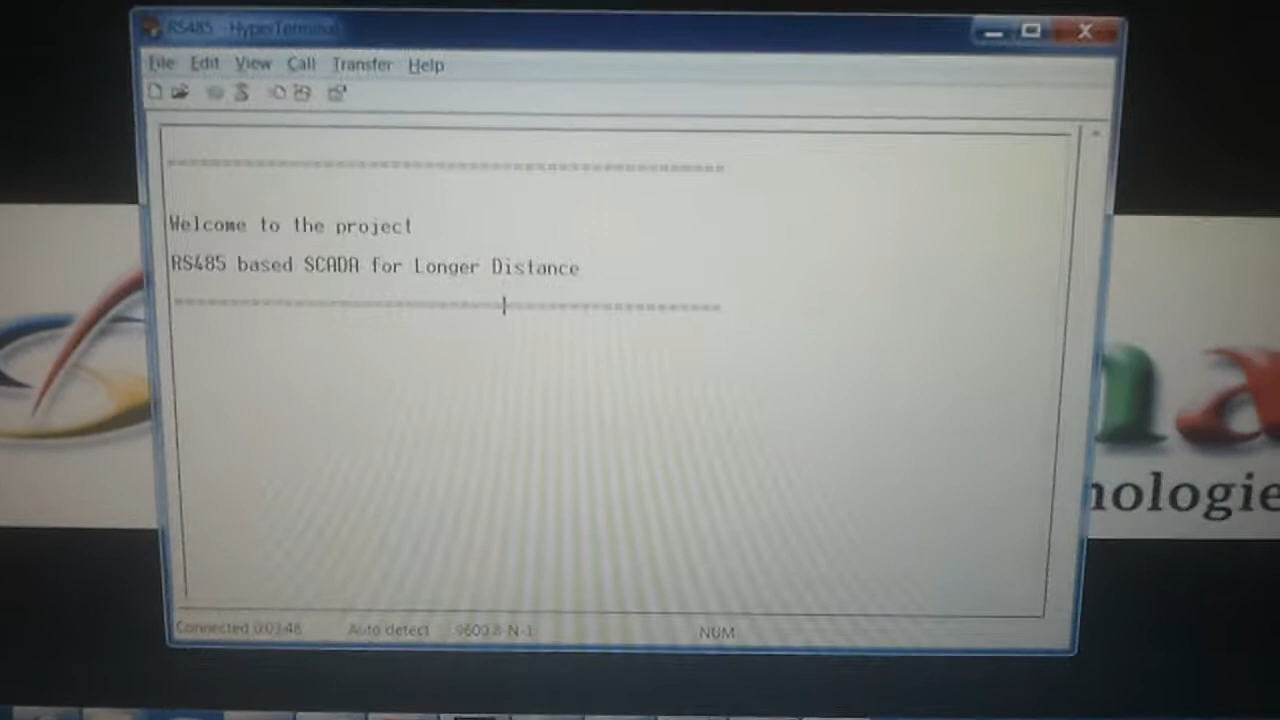 RS485 - HyperTerminal
File Edit View Call Transfer Help
Welcome to the project
RS485 based SCADA for Longer Distance
Connected 0:03:48 Auto detect 9600 8-N-1 NUM
na
nologie